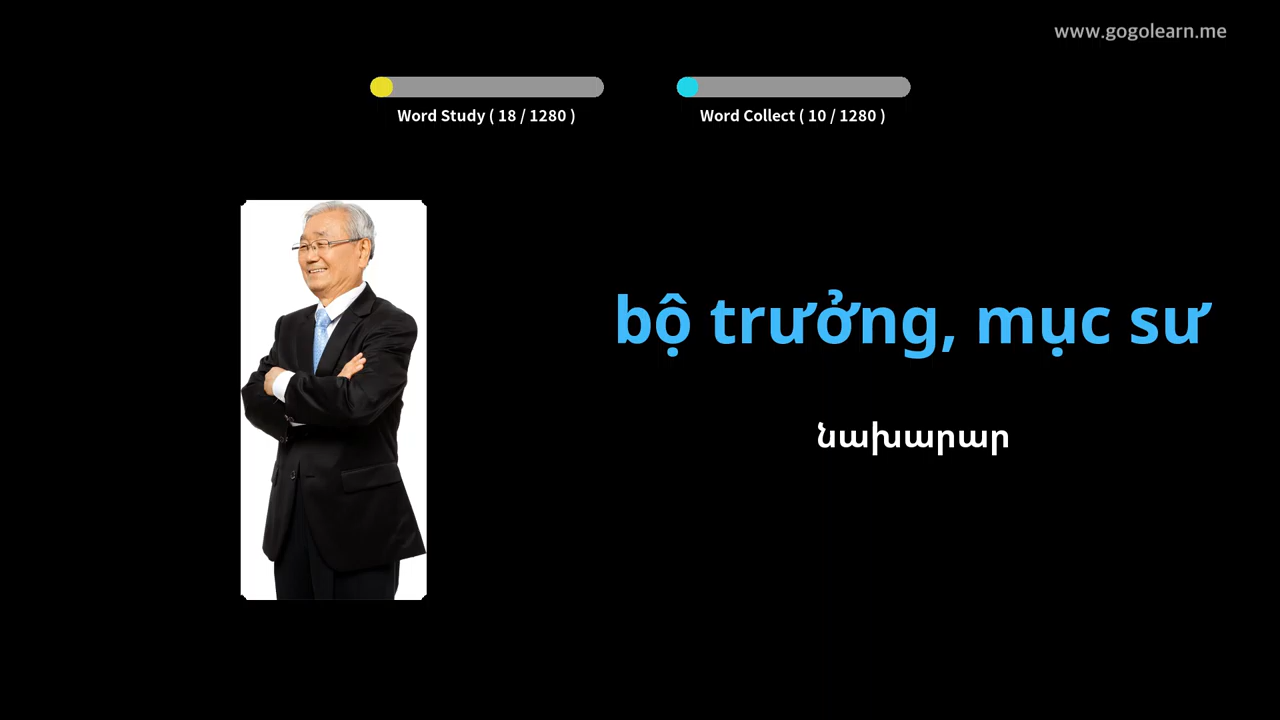 www.gogolearn.me
Word Study ( 18 / 1280 )
Word Collect ( 10 / 1280 )
bộ trưởng, mục sư
նախարար